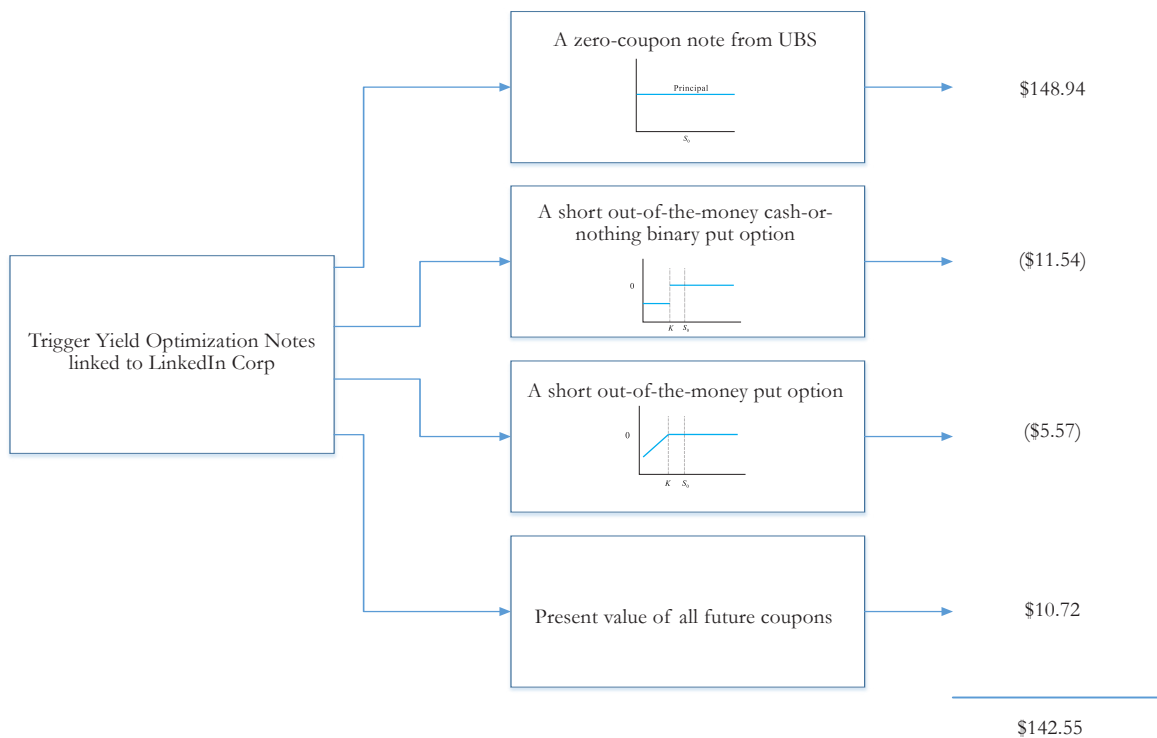 A zero-coupon note from UBS
Principal
S0
$148.94
A short out-of-the-money cash-or-
nothing binary put option
0
K S0
($11.54)
Trigger Yield Optimization Notes
linked to LinkedIn Corp
A short out-of-the-money put option
0
K S0
($5.57)
Present value of all future coupons
$10.72
$142.55